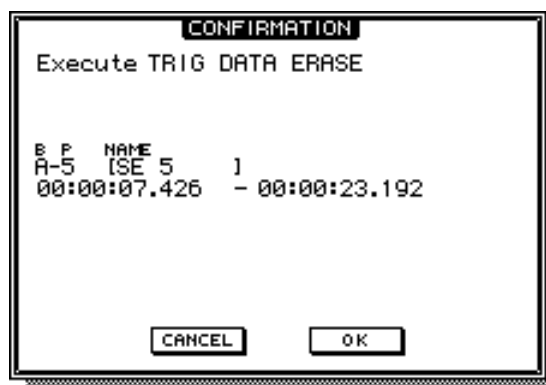 CONFIRMATION
Execute TRIG DATA ERASE
B P NAME
A-5 [SE 5 ]
00:00:07.426 - 00:00:23.192
CANCEL OK